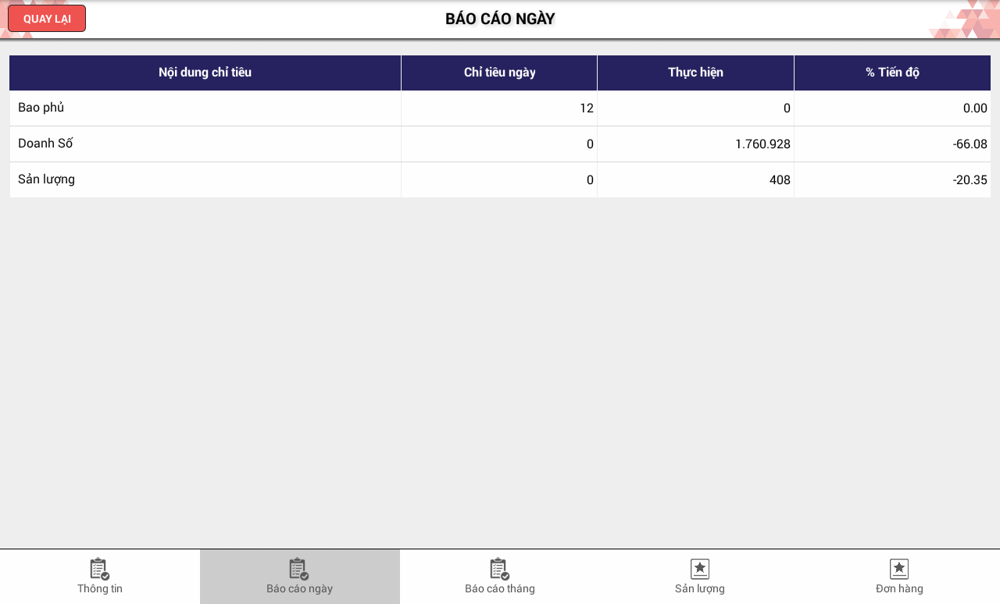 QUAY LẠI
BÁO CÁO NGÀY
Nội dung chỉ tiêu Chỉ tiêu ngày Thực hiện % Tiến độ
Bao phủ 12 0 0.00
Doanh Số 0 1.760.928 -66.08
Sản lượng 0 408 -20.35
Thông tin Báo cáo ngày Báo cáo tháng Sản lượng Đơn hàng